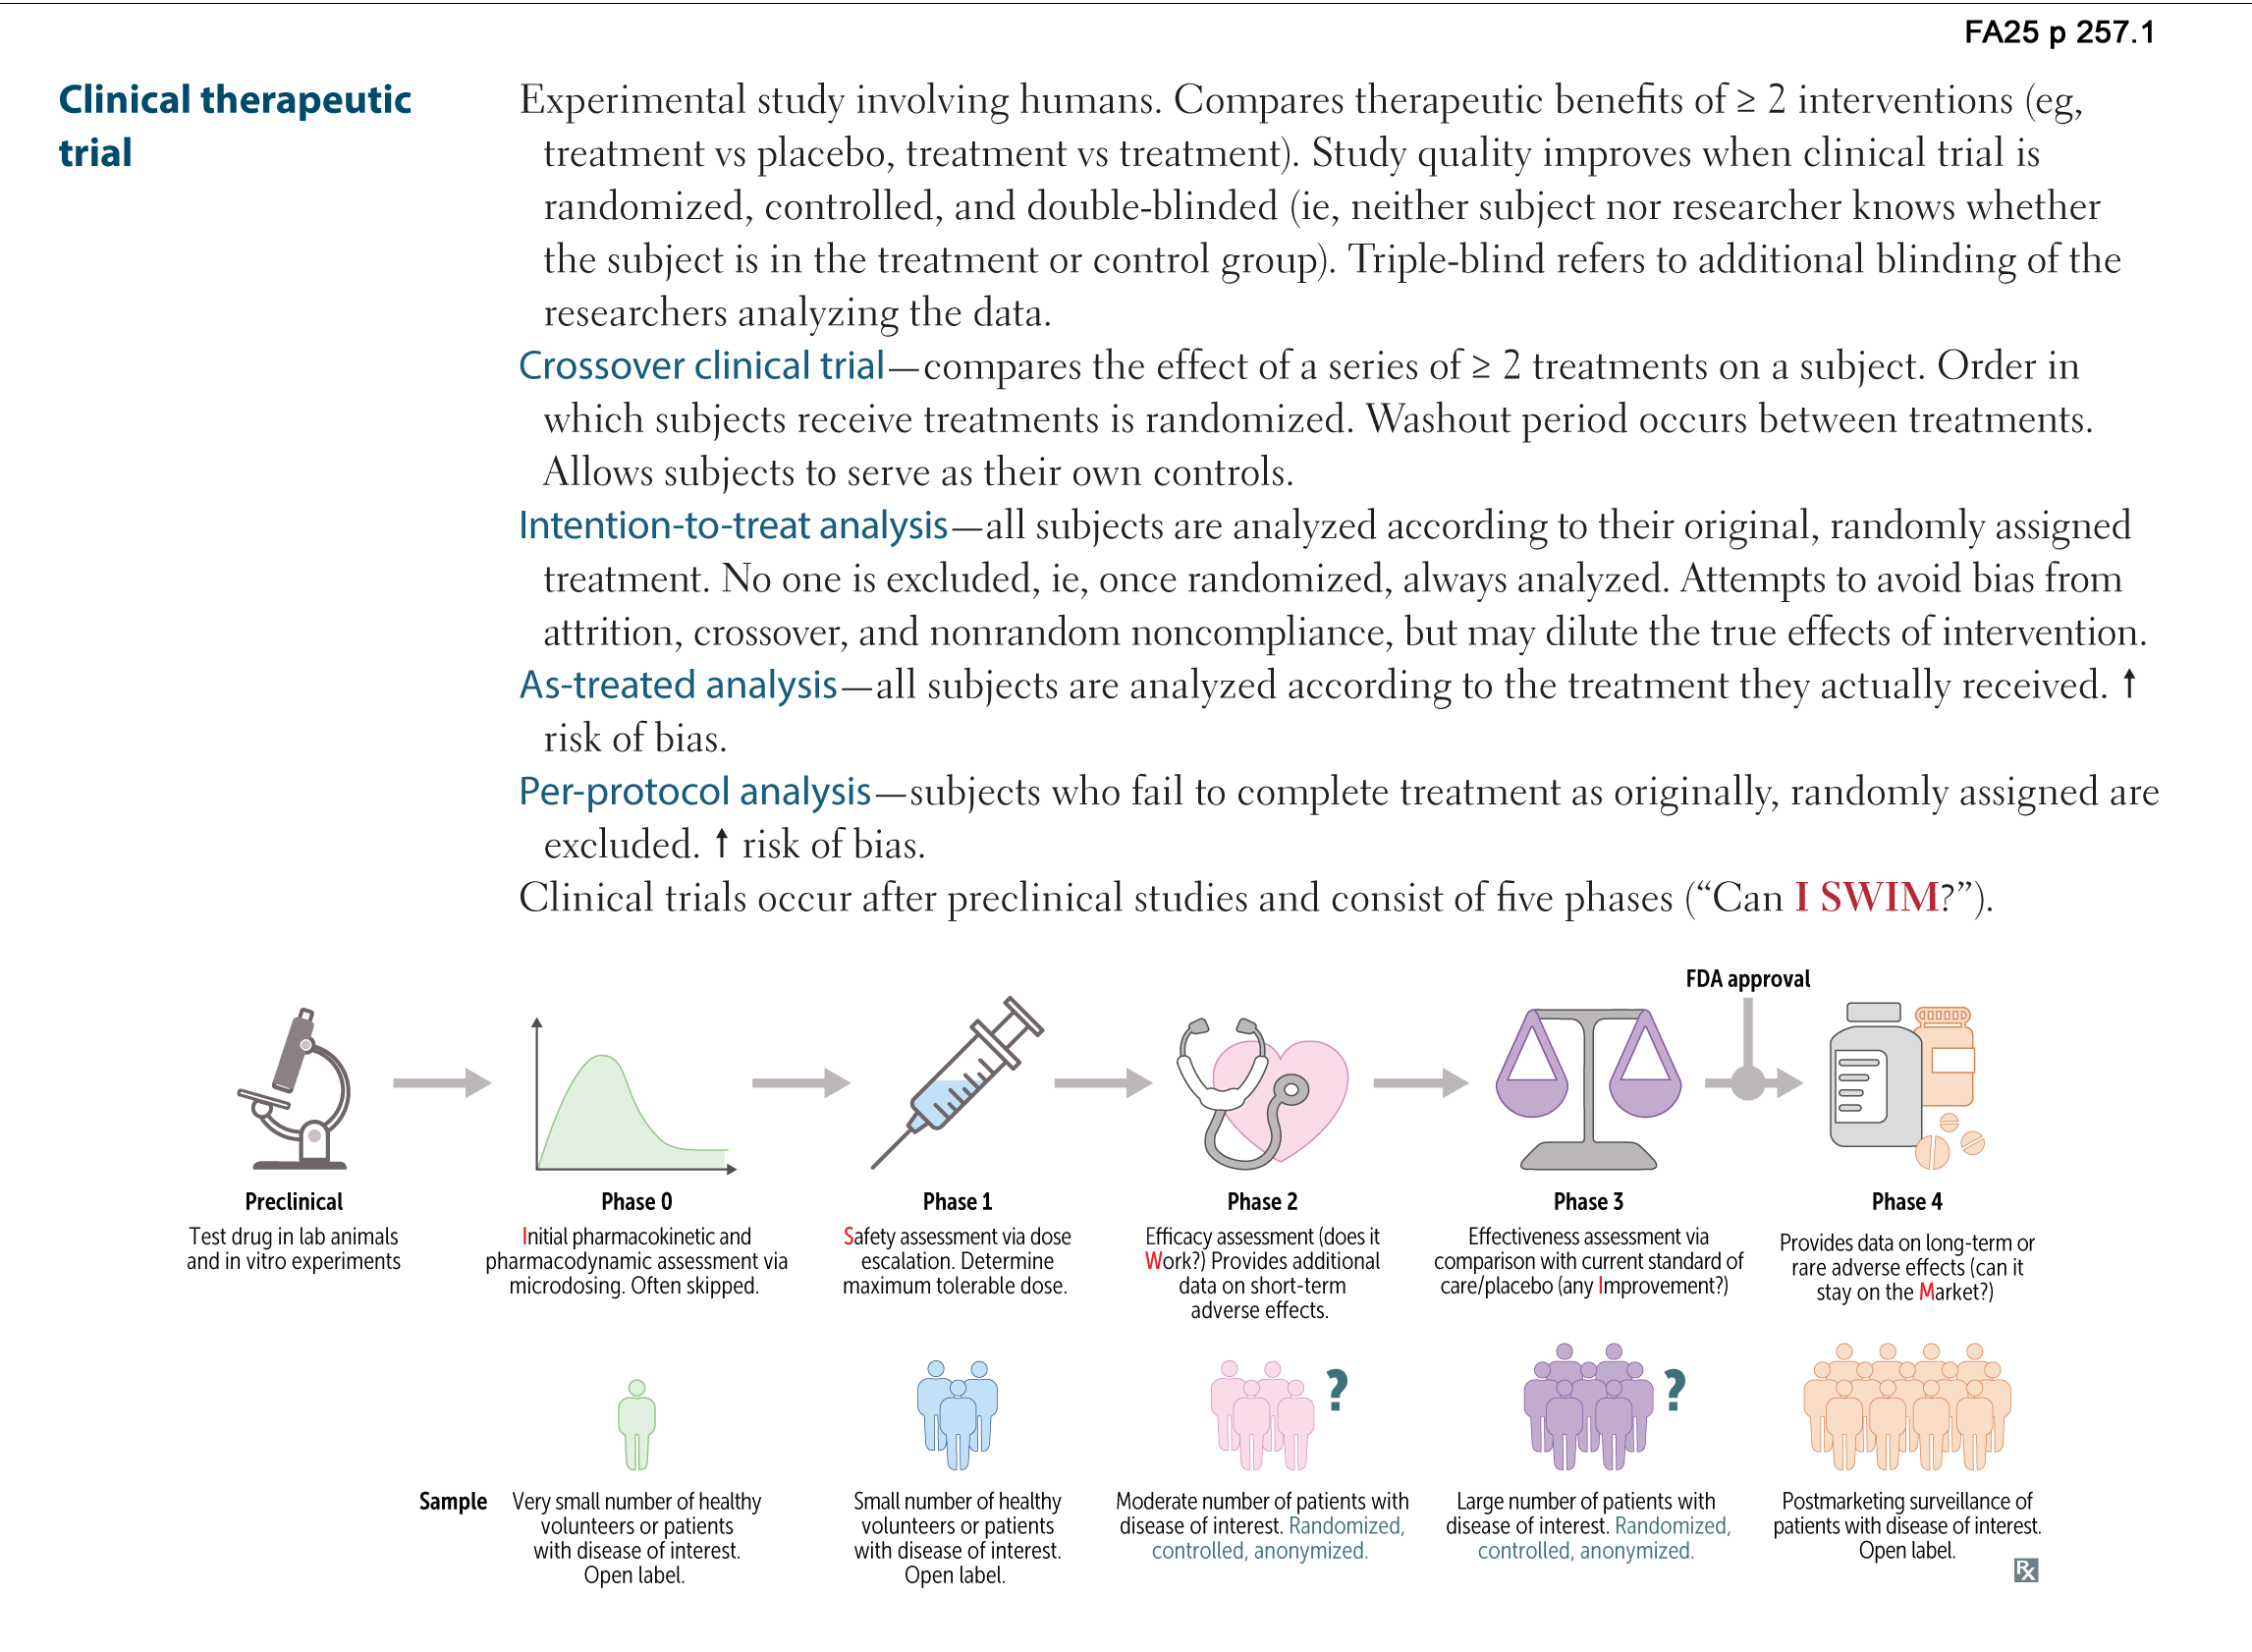 FA25 p 257.1
Clinical therapeutic
trial
Experimental study involving humans. Compares therapeutic benefits of ≥ 2 interventions (eg,
treatment vs placebo, treatment vs treatment). Study quality improves when clinical trial is
randomized, controlled, and double-blinded (ie, neither subject nor researcher knows whether
the subject is in the treatment or control group). Triple-blind refers to additional blinding of the
researchers analyzing the data.
Crossover clinical trial—compares the effect of a series of ≥ 2 treatments on a subject. Order in
which subjects receive treatments is randomized. Washout period occurs between treatments.
Allows subjects to serve as their own controls.
Intention-to-treat analysis—all subjects are analyzed according to their original, randomly assigned
treatment. No one is excluded, ie, once randomized, always analyzed. Attempts to avoid bias from
attrition, crossover, and nonrandom noncompliance, but may dilute the true effects of intervention.
As-treated analysis—all subjects are analyzed according to the treatment they actually received. ↑
risk of bias.
Per-protocol analysis—subjects who fail to complete treatment as originally, randomly assigned are
excluded. ↑ risk of bias.
Clinical trials occur after preclinical studies and consist of five phases (“Can I SWIM?”).
FDA approval
Preclinical
Test drug in lab animals
and in vitro experiments
Phase 0
Initial pharmacokinetic and
pharmacodynamic assessment via
microdosing. Often skipped.
Phase 1
Safety assessment via dose
escalation. Determine
maximum tolerable dose.
Phase 2
Efficacy assessment (does it
Work?) Provides additional
data on short-term
adverse effects.
Phase 3
Effectiveness assessment via
comparison with current standard of
care/placebo (any Improvement?)
Phase 4
Provides data on long-term or
rare adverse effects (can it
stay on the Market?)
?
?
Sample
Very small number of healthy
volunteers or patients
with disease of interest.
Open label.
Small number of healthy
volunteers or patients
with disease of interest.
Open label.
Moderate number of patients with
disease of interest. Randomized,
controlled, anonymized.
Large number of patients with
disease of interest. Randomized,
controlled, anonymized.
Postmarketing surveillance of
patients with disease of interest.
Open label.
Rx